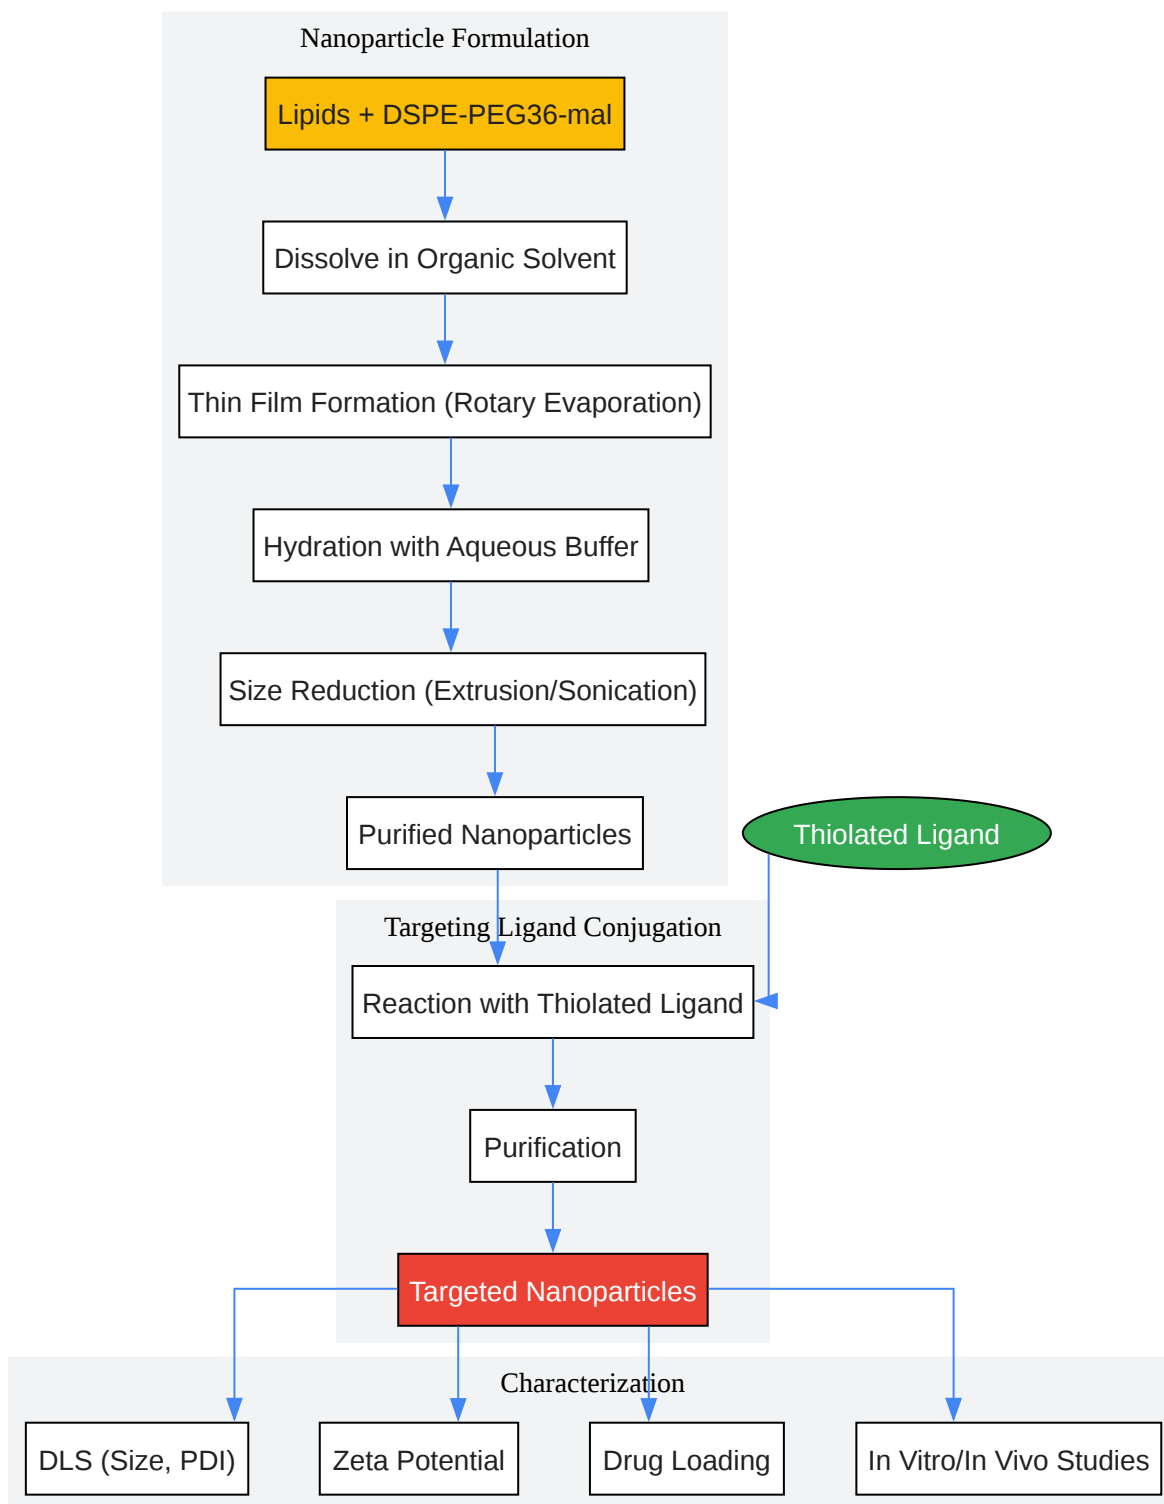 Nanoparticle Formulation
Lipids + DSPE-PEG36-mal
Dissolve in Organic Solvent
Thin Film Formation (Rotary Evaporation)
Hydration with Aqueous Buffer
Size Reduction (Extrusion/Sonication)
Purified Nanoparticles
Thiolated Ligand
Targeting Ligand Conjugation
Reaction with Thiolated Ligand
Purification
Targeted Nanoparticles
Characterization
DLS (Size, PDI)
Zeta Potential
Drug Loading
In Vitro/In Vivo Studies